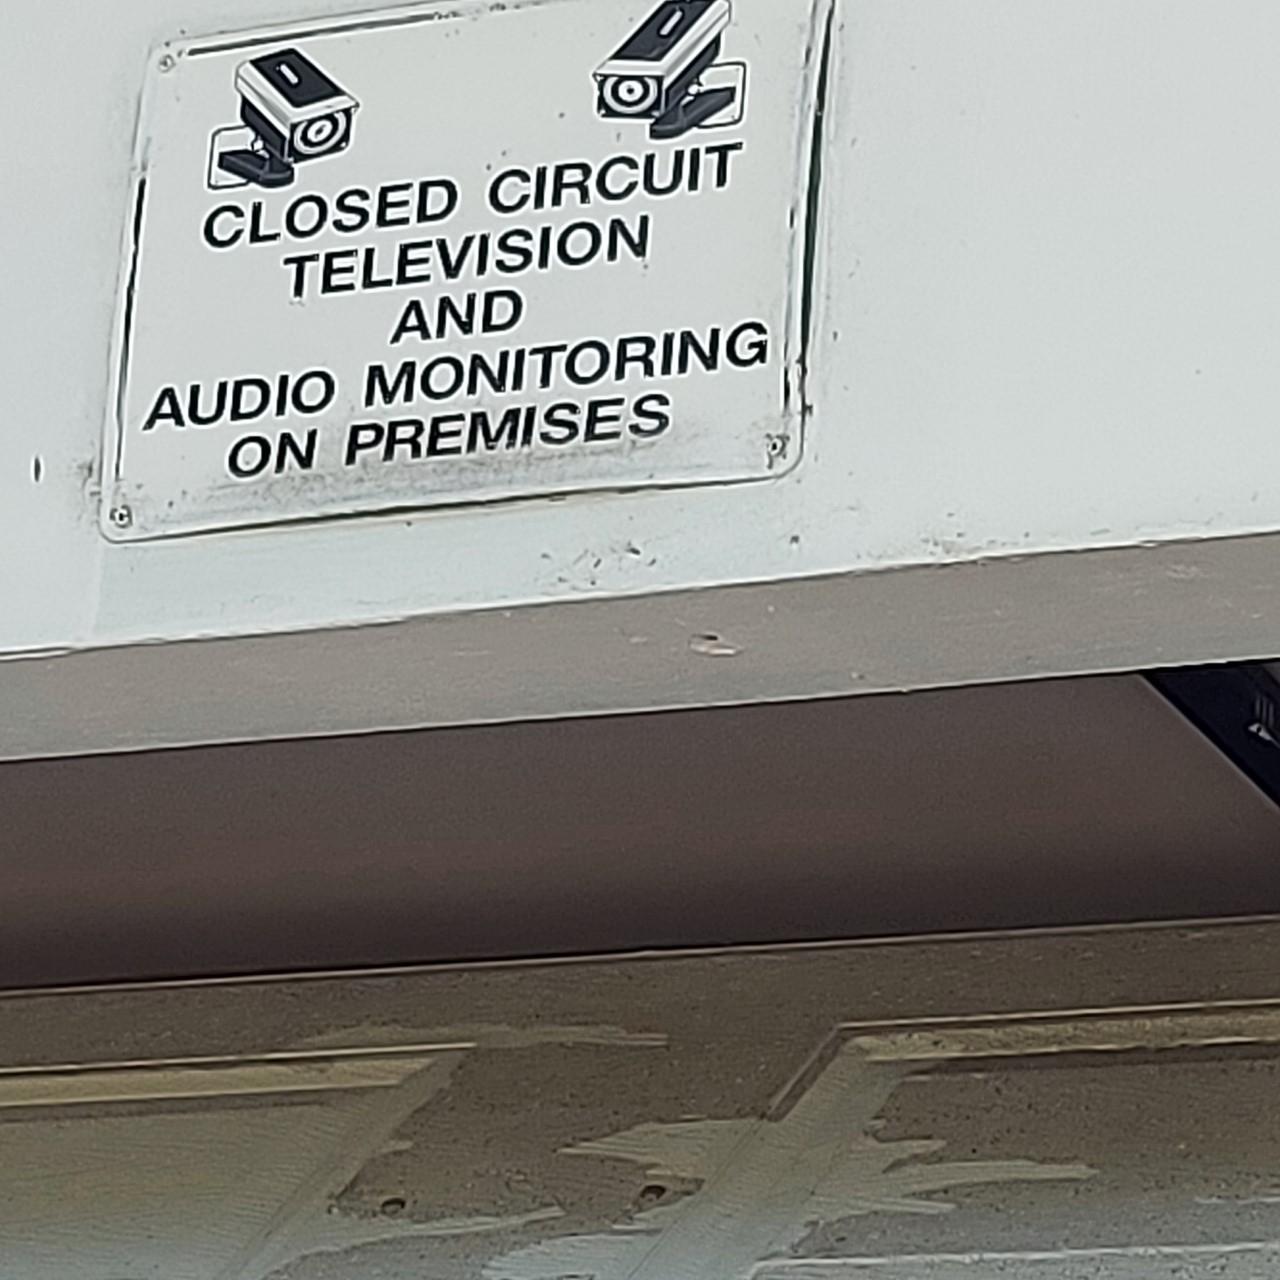 CLOSED CIRCUIT
TELEVISION
AND
AUDIO MONITORING
ON PREMISES